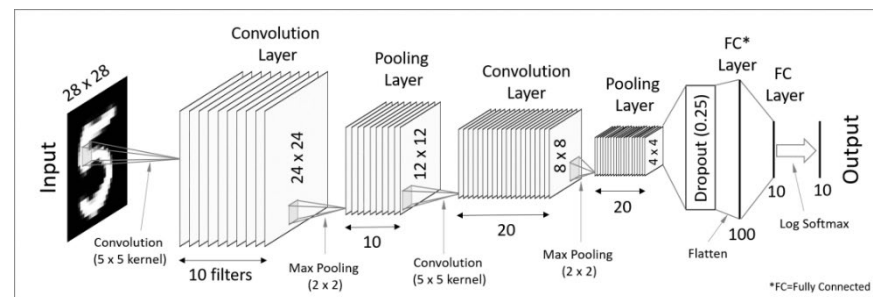 Input
28 x 28
Convolution
(5 x 5 kernel)
Convolution
Layer
24 x 24
10 filters
Max Pooling
(2 x 2)
Pooling
Layer
12 x 12
10
Convolution
(5 x 5 kernel)
Convolution
Layer
8 x 8
20
Max Pooling
(2 x 2)
Pooling
Layer
4 x 4
20
Dropout (0.25)
Flatten
FC*
Layer
100
FC
Layer
10
Log Softmax
10
Output
*FC=Fully Connected